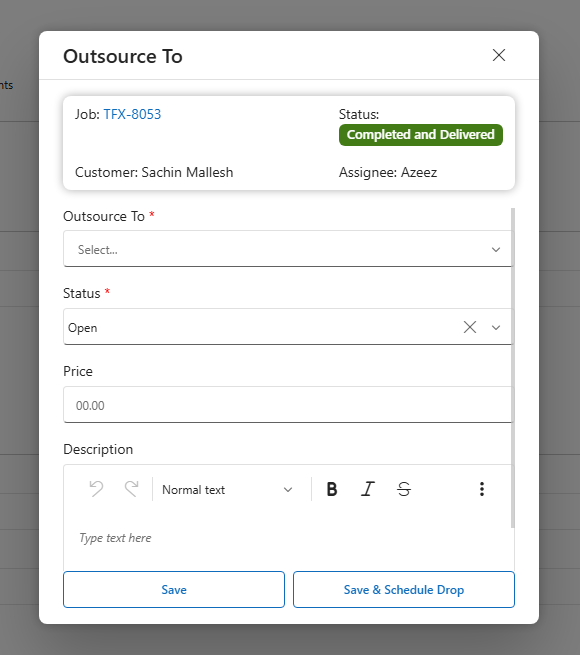 Outsource To
nts
Job: TFX-8053
Status:
Completed and Delivered
Customer: Sachin Mallesh
Assignee: Azeez
Outsource To *
Select...
Status *
Open
Price
00.00
Description
Normal text
B I S
Type text here
Save
Save & Schedule Drop